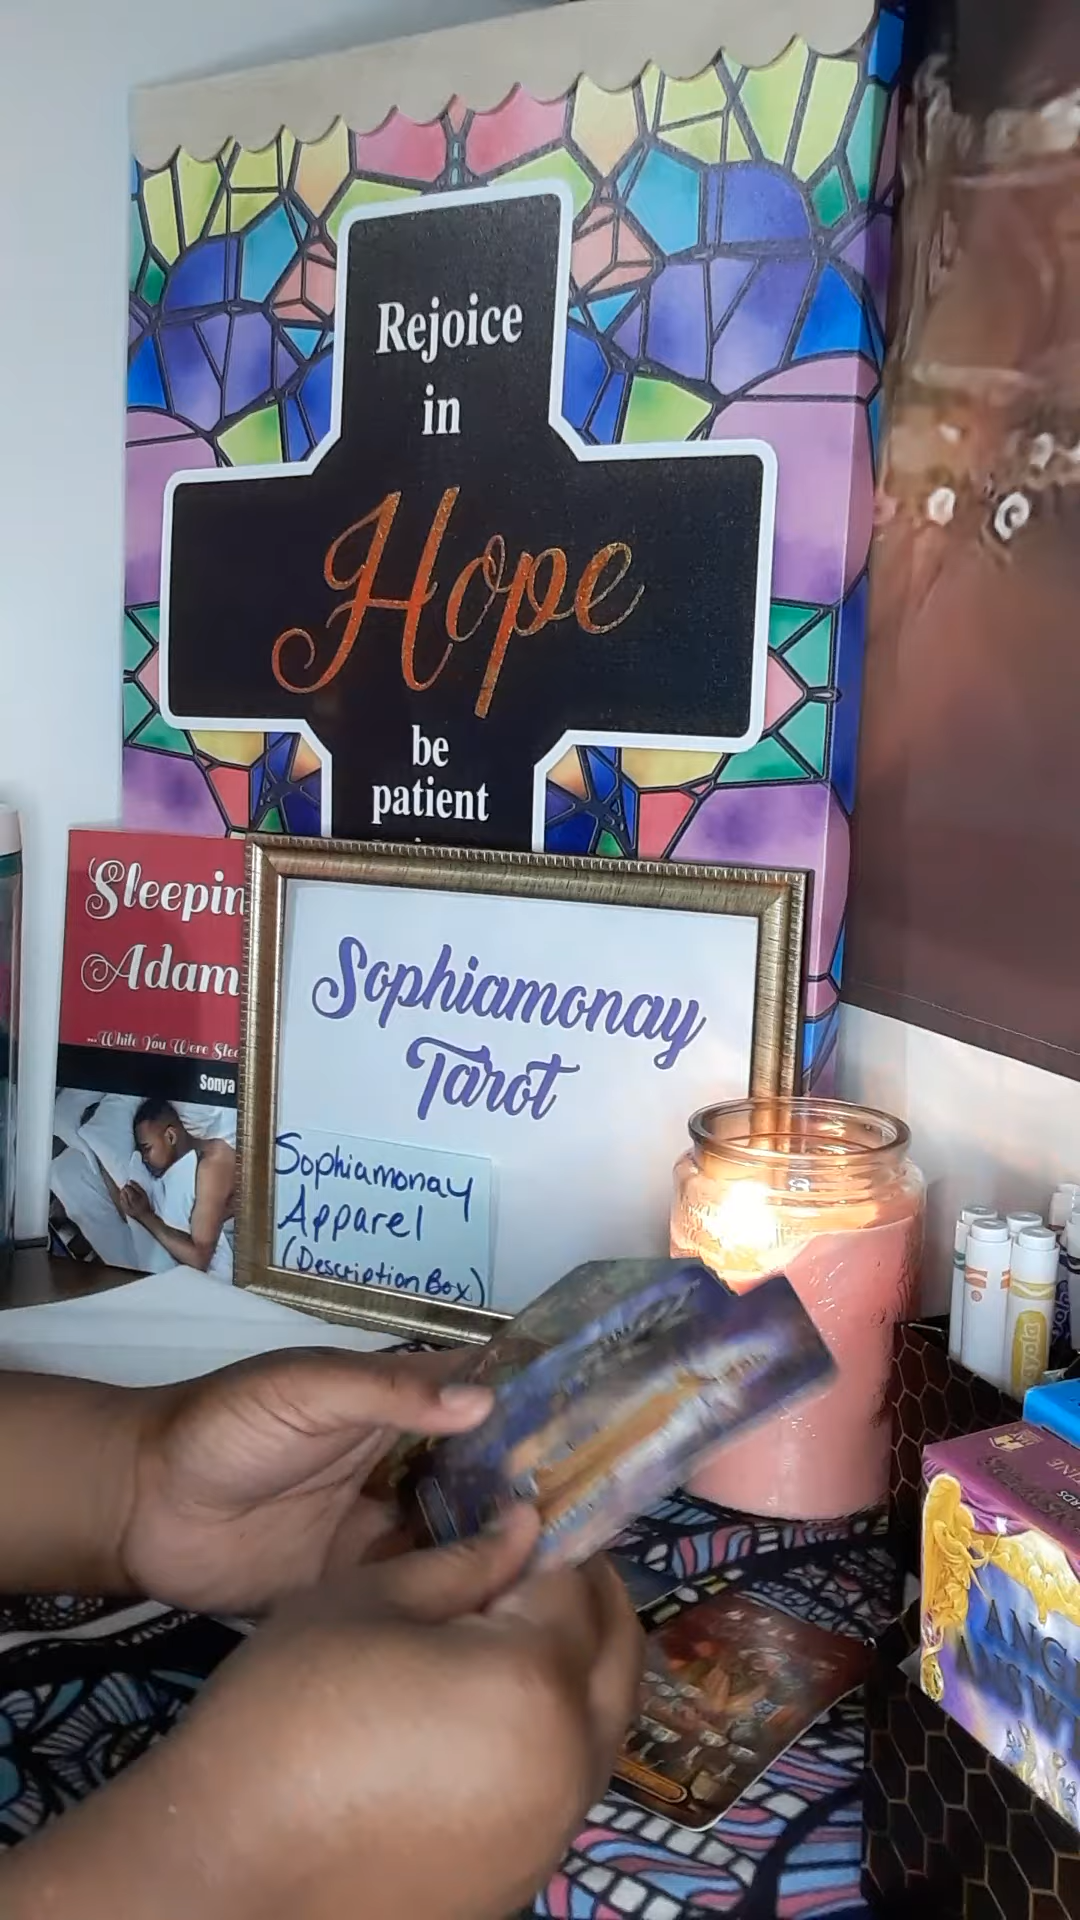 Rejoice
in
Hope
be
patient
Sleepin
Adam
...While You Were Slee
Sonya
Sophiamonay
Tarot
Sophiamonay
Apparel
(Description Box)
ANG
ANSW